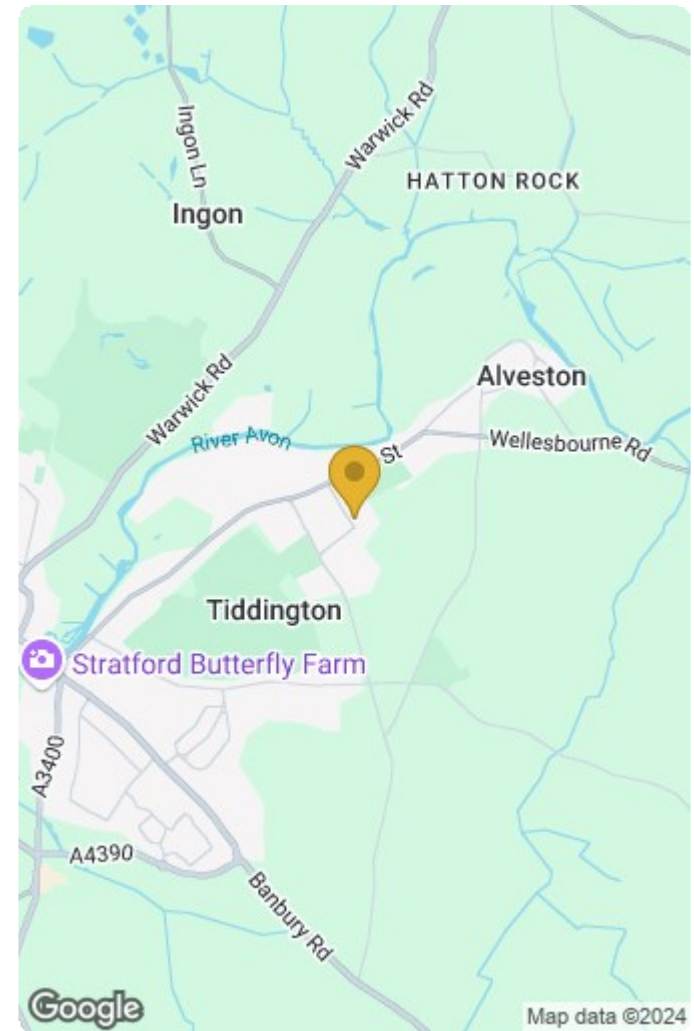 Warwick Rd
Ingon Ln
HATTON ROCK
Ingon
Alveston
Warwick Rd
River Avon
St
Wellesbourne Rd
Tiddington
Stratford Butterfly Farm
A3400
A4390
Banbury Rd
Google
Map data ©2024